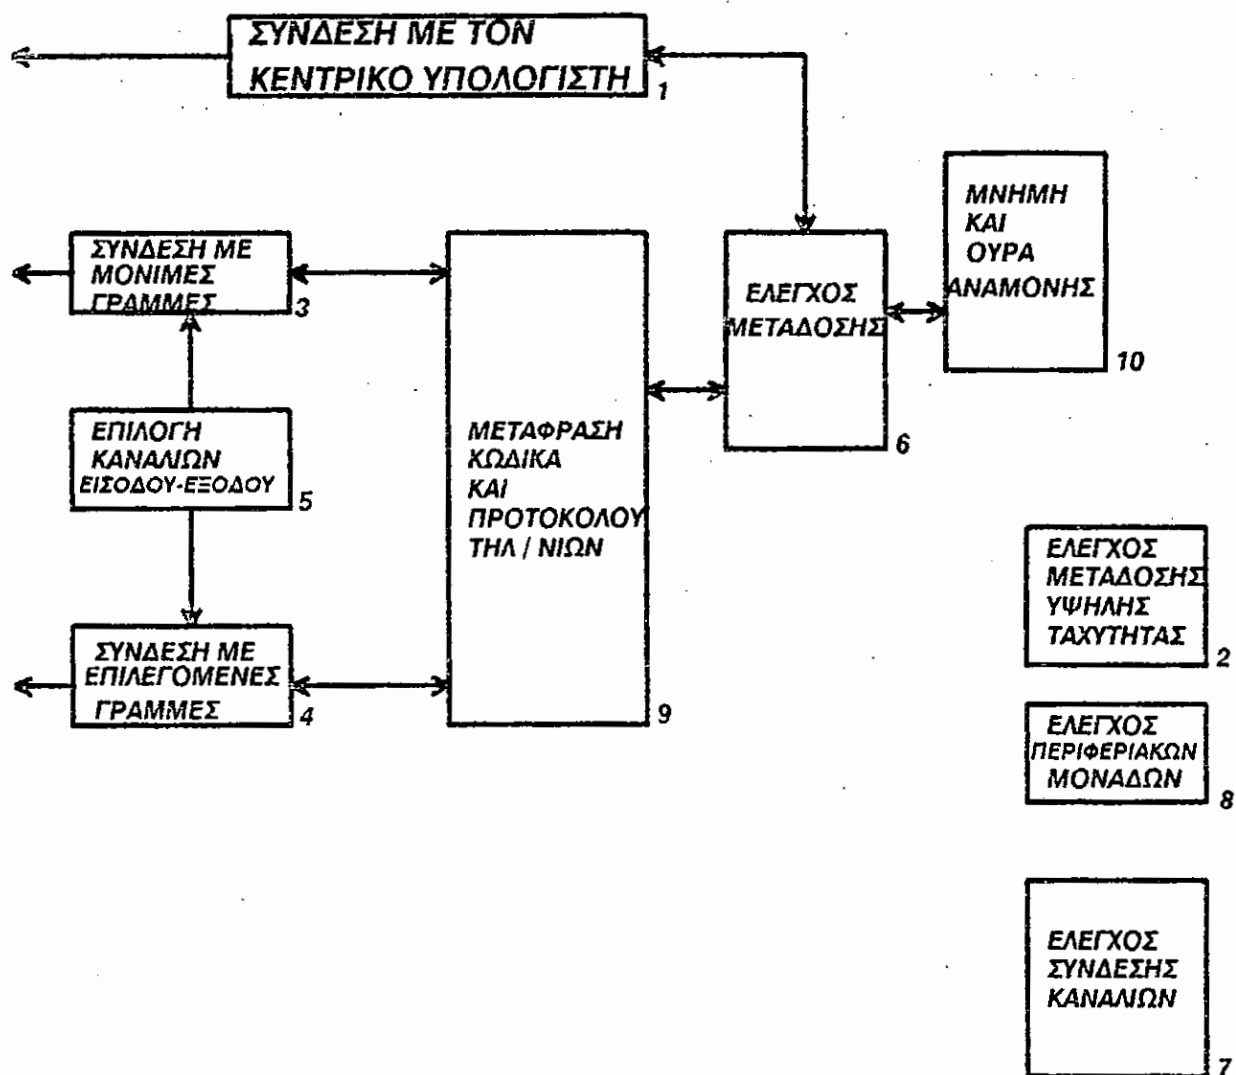 ΣΥΝΔΕΣΗ ΜΕ ΤΟΝ
ΚΕΝΤΡΙΚΟ ΥΠΟΛΟΓΙΣΤΗ
1
ΜΝΗΜΗ
ΚΑΙ
ΟΥΡΑ
ΑΝΑΜΟΝΗΣ
10
ΣΥΝΔΕΣΗ ΜΕ
ΜΟΝΙΜΕΣ
ΓΡΑΜΜΕΣ
3
ΕΛΕΓΧΟΣ
ΜΕΤΑΔΟΣΗΣ
6
ΕΠΙΛΟΓΗ
ΚΑΝΑΛΙΩΝ
ΕΙΣΟΔΟΥ-ΕΞΟΔΟΥ
5
ΜΕΤΑΦΡΑΣΗ
ΚΩΔΙΚΑ
ΚΑΙ
ΠΡΟΤΟΚΟΛΟΥ
ΤΗΛ / ΝΙΩΝ
9
ΣΥΝΔΕΣΗ ΜΕ
ΕΠΙΛΕΓΟΜΕΝΕΣ
ΓΡΑΜΜΕΣ
4
ΕΛΕΓΧΟΣ
ΜΕΤΑΔΟΣΗΣ
ΥΨΗΛΗΣ
ΤΑΧΥΤΗΤΑΣ
2
ΕΛΕΓΧΟΣ
ΠΕΡΙΦΕΡΙΑΚΩΝ
ΜΟΝΑΔΩΝ
8
ΕΛΕΓΧΟΣ
ΣΥΝΔΕΣΗΣ
ΚΑΝΑΛΙΩΝ
7